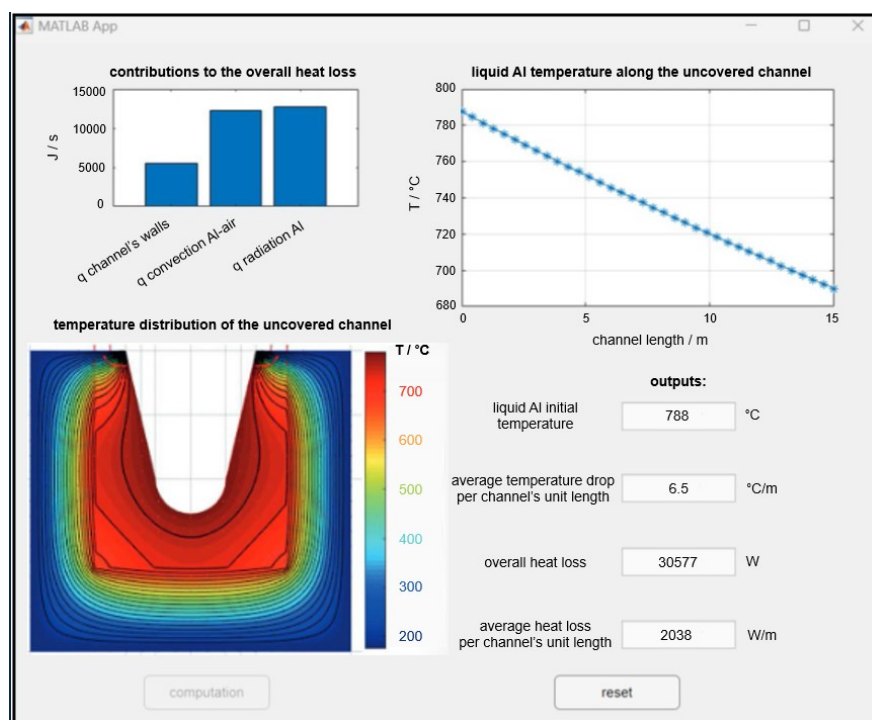 MATLAB App
contributions to the overall heat loss
15000
10000
5000
0
J / s
q channel's walls
q convection Al-air
q radiation Al
liquid Al temperature along the uncovered channel
800
780
760
740
720
700
680
T / °C
0
5
10
15
channel length / m
temperature distribution of the uncovered channel
T / °C
700
600
500
400
300
200
outputs:
liquid Al initial
temperature
788
°C
average temperature drop
per channel's unit length
6.5
°C/m
overall heat loss
30577
W
average heat loss
per channel's unit length
2038
W/m
computation
reset